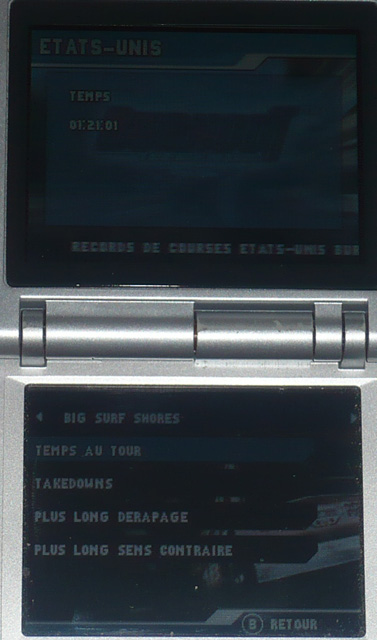 ETATS-UNIS
TEMPS
01:21:01
RECORDS DE COURSES ETATS-UNIS
BIG SURF SHORES
TEMPS AU TOUR
TAKEDOWNS
PLUS LONG DERAPAGE
PLUS LONG SENS CONTRAIRE
B RETOUR